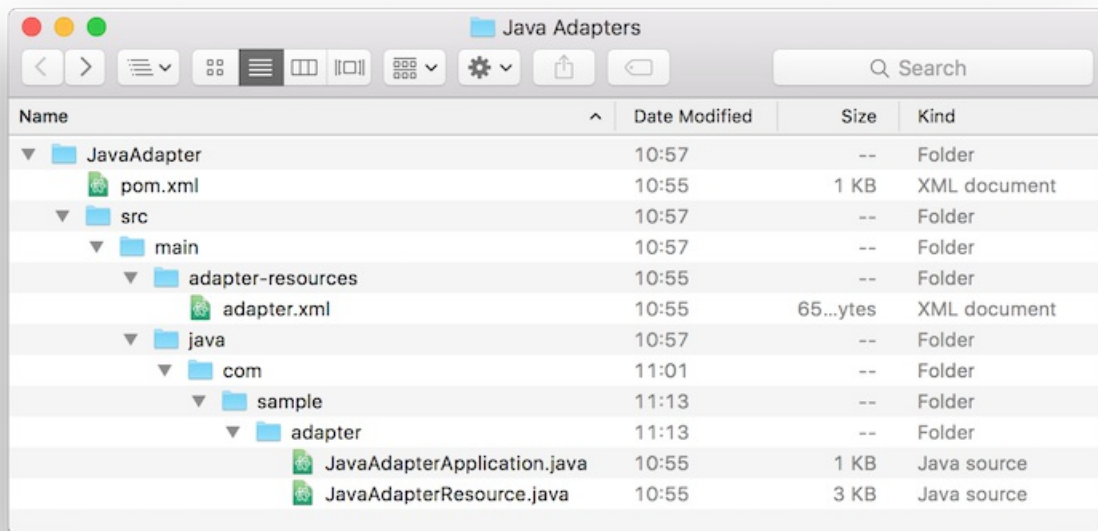 Java Adapters
Search
Name Date Modified Size Kind
JavaAdapter 10:57 -- Folder
pom.xml 10:55 1 KB XML document
src 10:57 -- Folder
main 10:57 -- Folder
adapter-resources 10:55 -- Folder
adapter.xml 10:55 65...ytes XML document
java 10:57 -- Folder
com 11:01 -- Folder
sample 11:13 -- Folder
adapter 11:13 -- Folder
JavaAdapterApplication.java 10:55 1 KB Java source
JavaAdapterResource.java 10:55 3 KB Java source